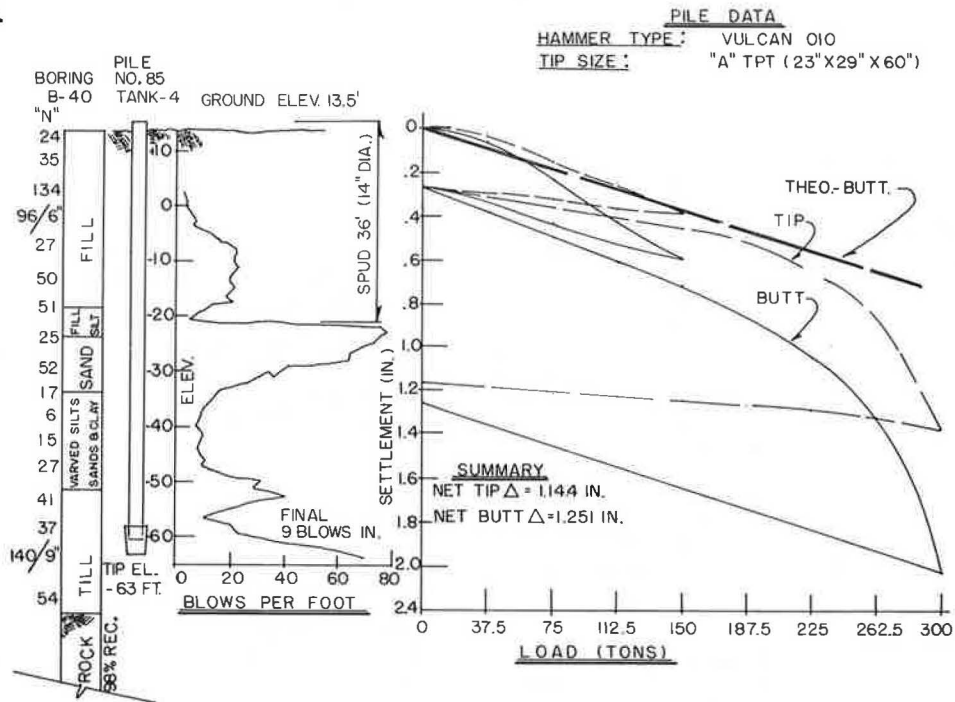 PILE DATA
HAMMER TYPE: VULCAN 010
TIP SIZE: "A" TPT (23"X29"X60")
BORING
B-40
"N"
PILE
NO. 85
TANK-4
GROUND ELEV. 13.5'
24
35
134
96/6"
27
50
51
25
52
17
6
15
27
41
37
140/9"
54
FILL
FILL
SILT
SAND
VARVED SILTS
SANDS & CLAY
TILL
ROCK
98% REC.
TIP EL.
-63 FT.
+10
0
-10
-20
-30
-40
-50
-60
ELEV.
SPUD 36' (14" DIA.)
FINAL
9 BLOWS IN.
0 20 40 60 80
BLOWS PER FOOT
0
.2
.4
.6
.8
1.0
1.2
1.4
1.6
1.8
2.0
2.4
SETTLEMENT (IN.)
THEO.-BUTT.
TIP
BUTT
SUMMARY
NET TIP Δ = 1.144 IN.
NET BUTT Δ = 1.251 IN.
0 37.5 75 112.5 150 187.5 225 262.5 300
LOAD (TONS)